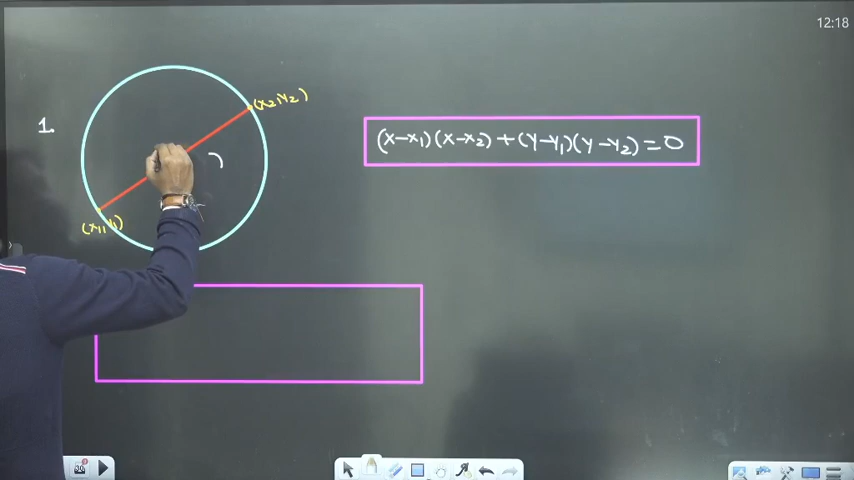 12:18
1.
(x2,y2)
(x-x1)(x-x2)+(y-y1)(y-y2)=0
(x1,y1)